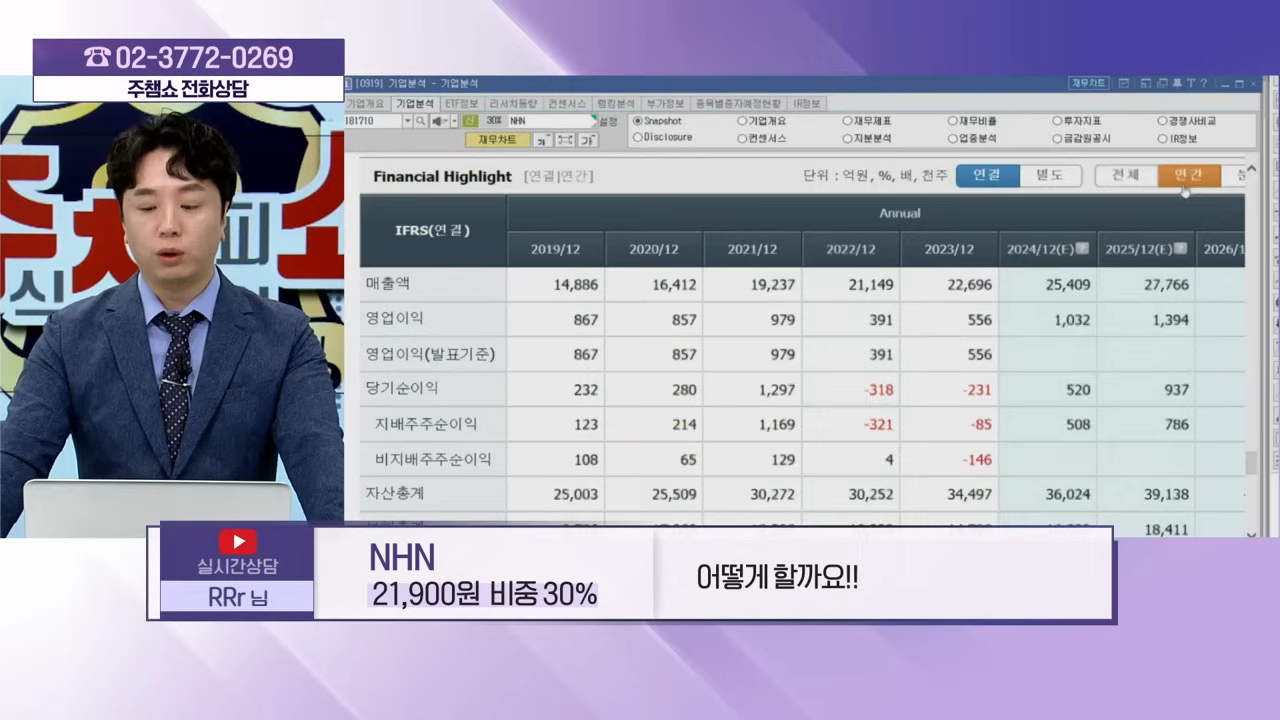 ☎02-3772-0269
주챔쇼 전화상담
[0919] 기업분석 - 기업분석
재무차트
기업개요 기업분석 ETF정보 리서치동향 컨센서스 랭킹분석 부가정보 종목별증자예정현황 IR정보
181710 신 30% NHN 설정
Snapshot 기업개요 재무제표 재무비율 투자지표 경쟁사비교
재무차트
Disclosure 컨센서스 지분분석 업종분석 금감원공시 IR정보
Financial Highlight [연결|연간] 단위 : 억원, %, 배, 천주 연결 별도 전체 연간
IFRS(연결) Annual
2019/12 2020/12 2021/12 2022/12 2023/12 2024/12(E) 2025/12(E) 2026/1
매출액 14,886 16,412 19,237 21,149 22,696 25,409 27,766
영업이익 867 857 979 391 556 1,032 1,394
영업이익(발표기준) 867 857 979 391 556
당기순이익 232 280 1,297 -318 -231 520 937
지배주주순이익 123 214 1,169 -321 -85 508 786
비지배주주순이익 108 65 129 4 -146
자산총계 25,003 25,509 30,272 30,252 34,497 36,024 39,138
18,411
실시간상담
RRr 님
NHN
21,900원 비중 30%
어떻게 할까요!!